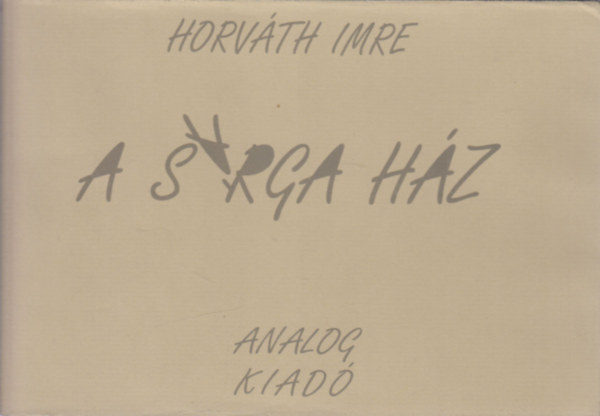 HORVÁTH IMRE
A SÁRGA HÁZ
ANALOG
KIADÓ